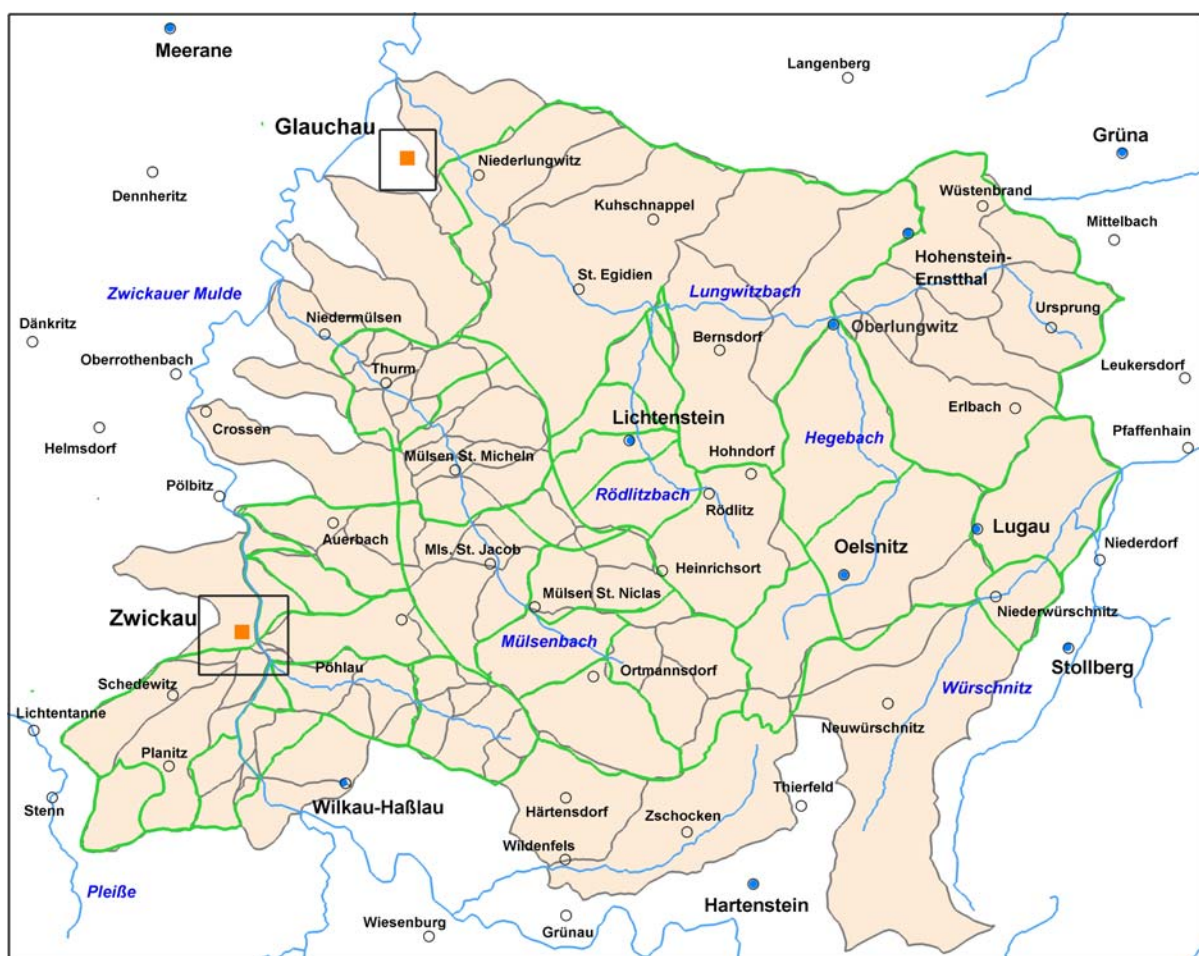 Meerane
Langenberg
Glauchau
Grüna
Niederlungwitz
Dennheritz
Wüstenbrand
Kuhschnappel
Mittelbach
Hohenstein-
Ernstthal
St. Egidien
Zwickauer Mulde
Lungwitzbach
Ursprung
Niedermülsen
Dänkritz
Oberlungwitz
Bernsdorf
Oberrothenbach
Thurm
Leukersdorf
Erlbach
Lichtenstein
Crossen
Hegebach
Pfaffenhain
Helmsdorf
Hohndorf
Mülsen St. Micheln
Pölbitz
Rödlitzbach
Rödlitz
Lugau
Auerbach
Mls. St. Jacob
Oelsnitz
Niederdorf
Heinrichsort
Mülsen St. Niclas
Niederwürschnitz
Zwickau
Mülsenbach
Pöhlau
Ortmannsdorf
Stollberg
Schedewitz
Würschnitz
Lichtentanne
Neuwürschnitz
Planitz
Thierfeld
Stenn
Wilkau-Haßlau
Härtensdorf
Zschocken
Wildenfels
Pleiße
Hartenstein
Wiesenburg
Grünau